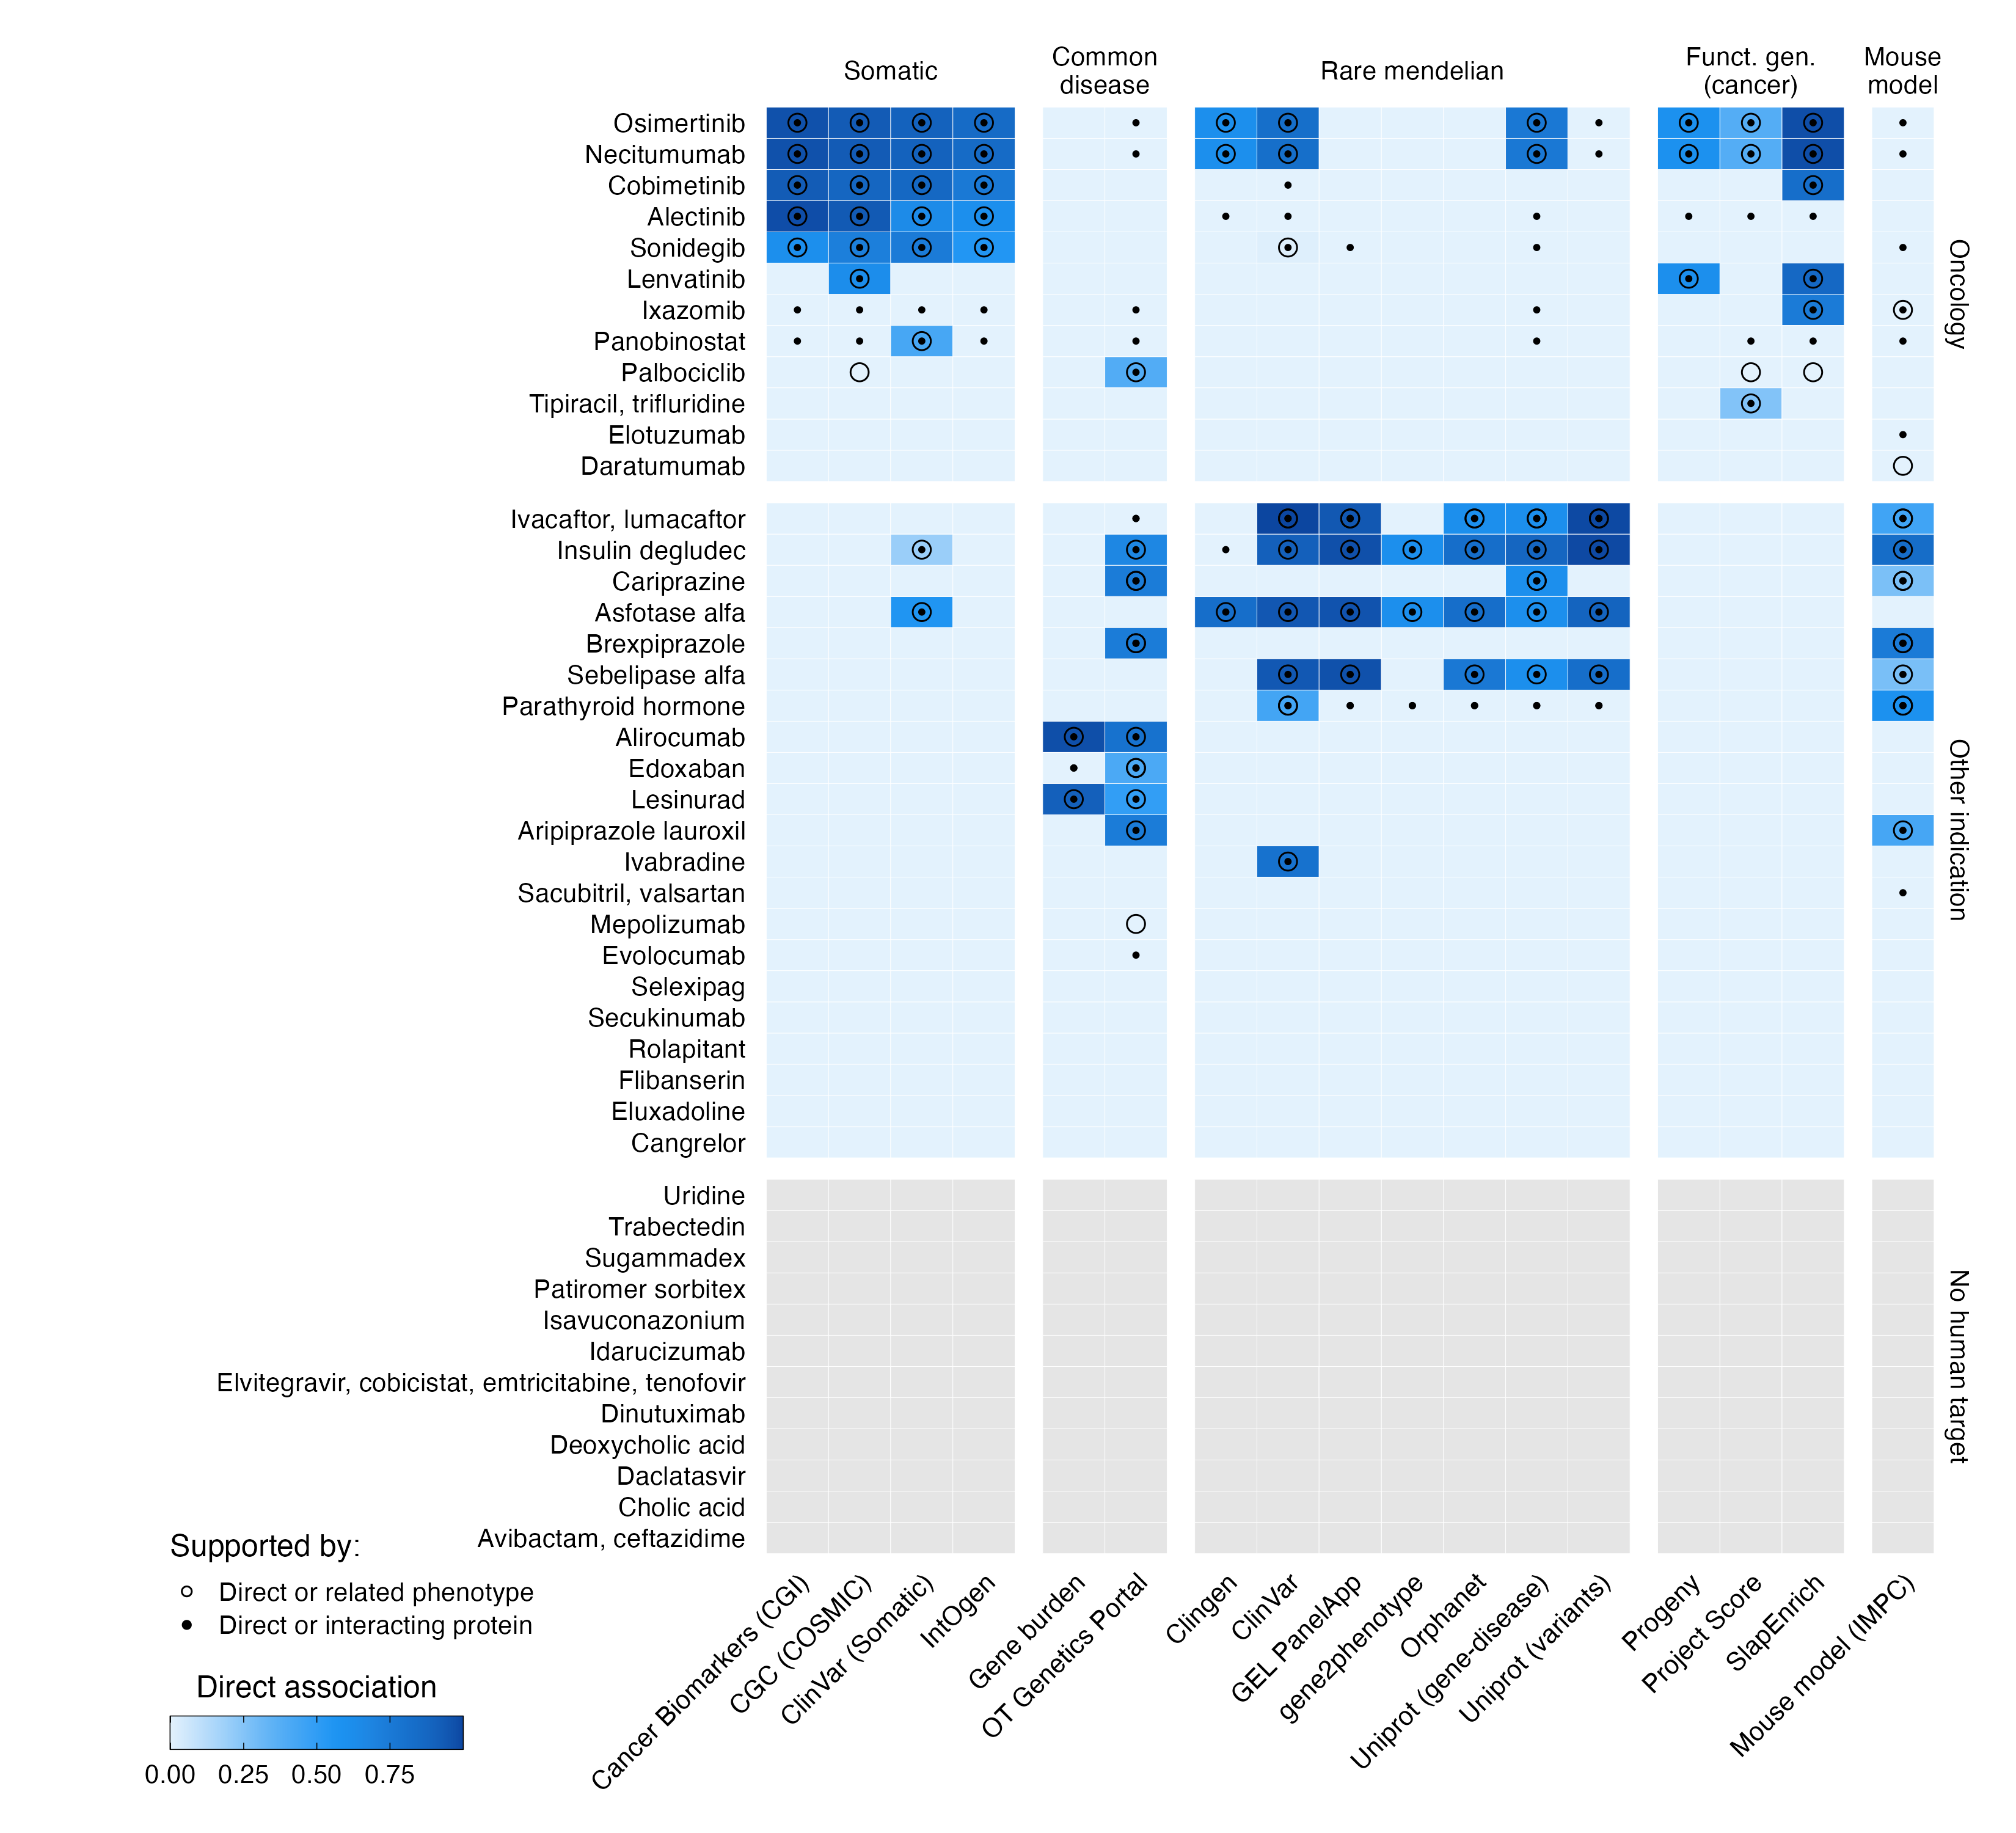 Somatic
Common
disease
Rare mendelian
Funct. gen.
(cancer)
Mouse
model
Osimertinib
Necitumumab
Cobimetinib
Alectinib
Sonidegib
Lenvatinib
Ixazomib
Panobinostat
Palbociclib
Tipiracil, trifluridine
Elotuzumab
Daratumumab
Oncology
Ivacaftor, lumacaftor
Insulin degludec
Cariprazine
Asfotase alfa
Brexpiprazole
Sebelipase alfa
Parathyroid hormone
Alirocumab
Edoxaban
Lesinurad
Aripiprazole lauroxil
Ivabradine
Sacubitril, valsartan
Mepolizumab
Evolocumab
Selexipag
Secukinumab
Rolapitant
Flibanserin
Eluxadoline
Cangrelor
Other indication
Uridine
Trabectedin
Sugammadex
Patiromer sorbitex
Isavuconazonium
Idarucizumab
Elvitegravir, cobicistat, emtricitabine, tenofovir
Dinutuximab
Deoxycholic acid
Daclatasvir
Cholic acid
Avibactam, ceftazidime
No human target
Cancer Biomarkers (CGI)
CGC (COSMIC)
ClinVar (Somatic)
IntOgen
Gene burden
OT Genetics Portal
Clingen
ClinVar
GEL PanelApp
gene2phenotype
Orphanet
Uniprot (gene-disease)
Uniprot (variants)
Progeny
Project Score
SlapEnrich
Mouse model (IMPC)
Supported by:
Direct or related phenotype
Direct or interacting protein
Direct association
0.00 0.25 0.50 0.75